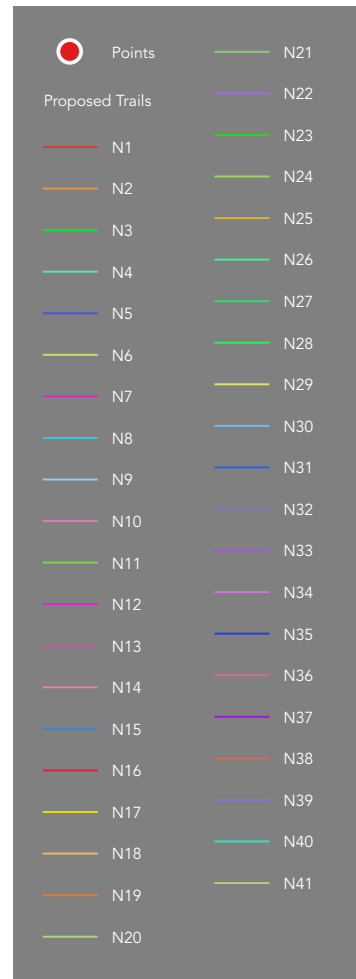 Points
Proposed Trails
N1
N2
N3
N4
N5
N6
N7
N8
N9
N10
N11
N12
N13
N14
N15
N16
N17
N18
N19
N20
N21
N22
N23
N24
N25
N26
N27
N28
N29
N30
N31
N32
N33
N34
N35
N36
N37
N38
N39
N40
N41